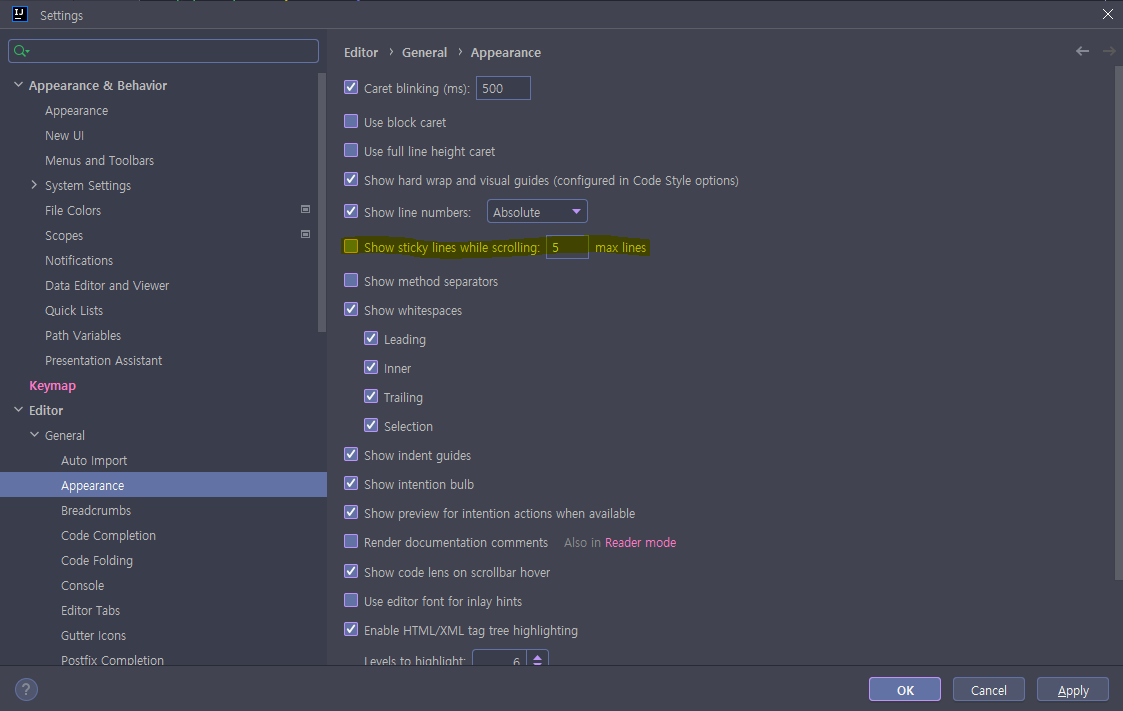 IJ Settings
Appearance & Behavior
Appearance
New UI
Menus and Toolbars
System Settings
File Colors
Scopes
Notifications
Data Editor and Viewer
Quick Lists
Path Variables
Presentation Assistant
Keymap
Editor
General
Auto Import
Appearance
Breadcrumbs
Code Completion
Code Folding
Console
Editor Tabs
Gutter Icons
Postfix Completion
Editor › General › Appearance
Caret blinking (ms): 500
Use block caret
Use full line height caret
Show hard wrap and visual guides (configured in Code Style options)
Show line numbers: Absolute
Show sticky lines while scrolling: 5 max lines
Show method separators
Show whitespaces
Leading
Inner
Trailing
Selection
Show indent guides
Show intention bulb
Show preview for intention actions when available
Render documentation comments Also in Reader mode
Show code lens on scrollbar hover
Use editor font for inlay hints
Enable HTML/XML tag tree highlighting
Levels to highlight: 6
?
OK Cancel Apply